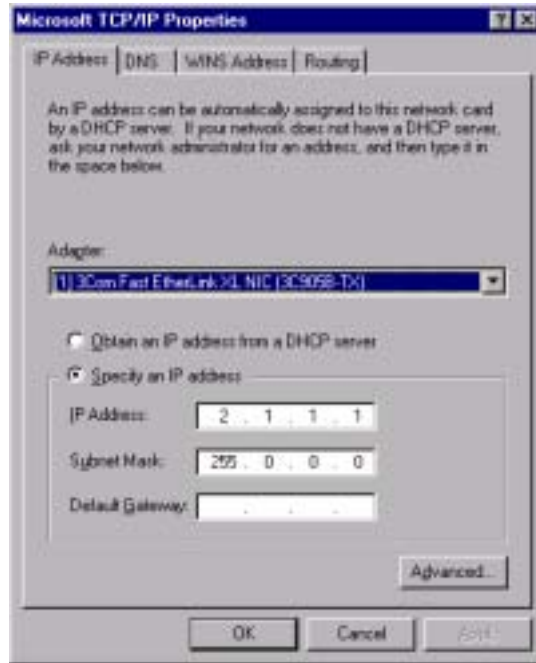 Microsoft TCP/IP Properties
IP Address DNS WINS Address Routing
An IP address can be automatically assigned to this network card
by a DHCP server. If your network does not have a DHCP server,
ask your network administrator for an address, and then type it in
the space below.
Adapter:
[1] 3Com Fast EtherLink XL NIC (3C905B-TX)
Obtain an IP address from a DHCP server
Specify an IP address
IP Address: 2 . 1 . 1 . 1
Subnet Mask: 255 . 0 . 0 . 0
Default Gateway: . . .
Advanced...
OK Cancel Apply